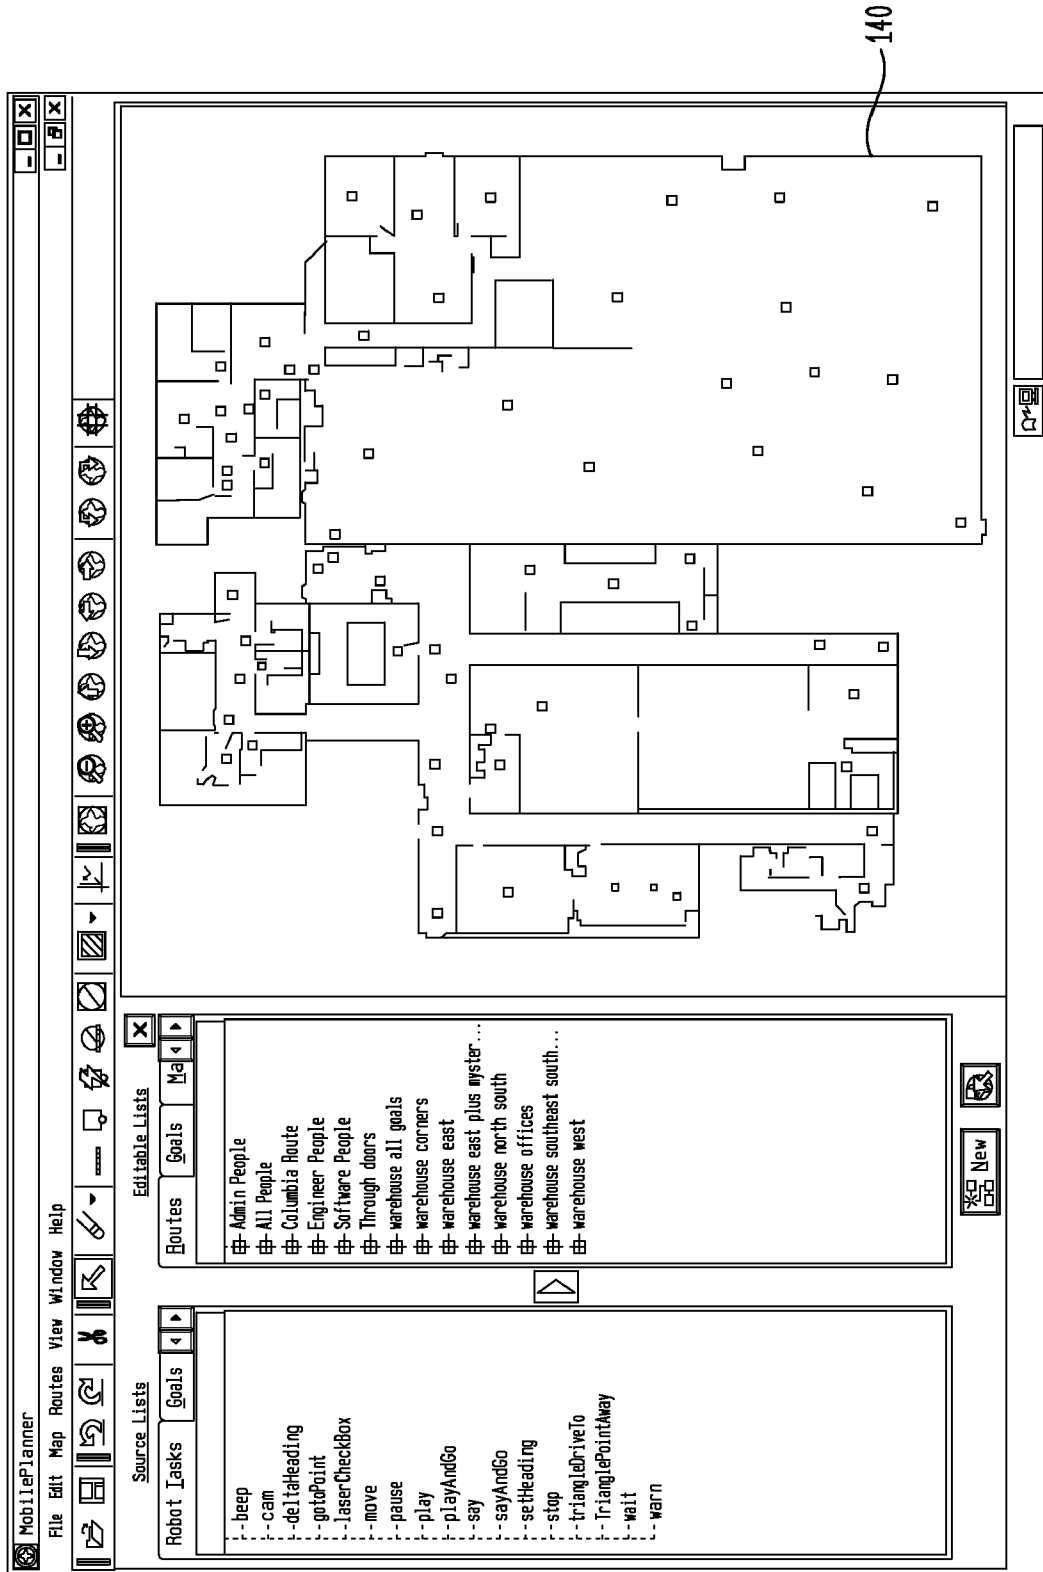 MobilePlanner
File Edit Map Routes View Window Help
Source Lists
Robot Tasks Goals
beep
cam
deltaHeading
gotoPoint
laserCheckBox
move
pause
play
playAndGo
say
sayAndGo
setHeading
stop
triangleDriveTo
TrianglePointAway
wait
warn
Editable Lists
Routes Goals Ma
Admin People
All People
Columbia Route
Engineer People
Software People
Through doors
warehouse all goals
warehouse corners
warehouse east
warehouse east plus myster...
warehouse north south
warehouse offices
warehouse southeast south...
warehouse west
New
140